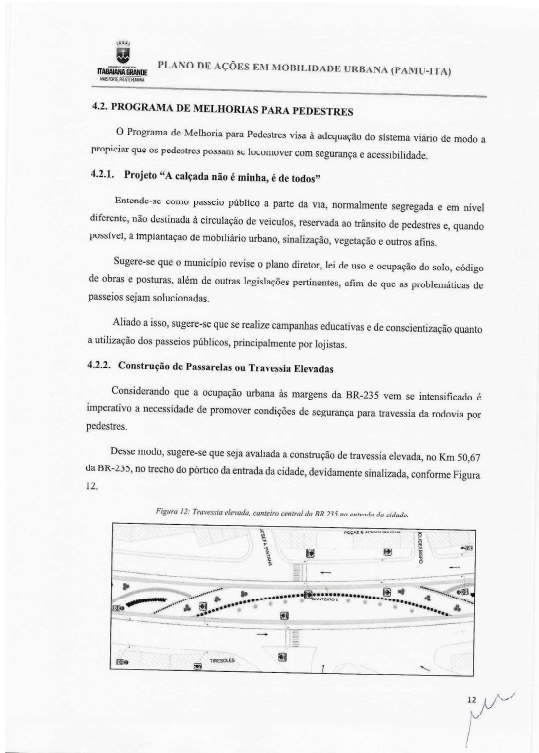 ITABAIANA GRANDE
PLANO DE AÇÕES EM MOBILIDADE URBANA (PAMU-ITA)
4.2. PROGRAMA DE MELHORIAS PARA PEDESTRES
O Programa de Melhoria para Pedestres visa à adequação do sistema viário de modo a
propiciar que os pedestres possam se locomover com segurança e acessibilidade.
4.2.1. Projeto “A calçada não é minha, é de todos”
Entende-se como passeio público a parte da via, normalmente segregada e em nível
diferente, não destinada à circulação de veículos, reservada ao trânsito de pedestres e, quando
possível, à implantação de mobiliário urbano, sinalização, vegetação e outros afins.
Sugere-se que o município revise o plano diretor, lei de uso e ocupação do solo, código
de obras e posturas, além de outras legislações pertinentes, afim de que as problemáticas de
passeios sejam solucionadas.
Aliado a isso, sugere-se que se realize campanhas educativas e de conscientização quanto
a utilização dos passeios públicos, principalmente por lojistas.
4.2.2. Construção de Passarelas ou Travessia Elevadas
Considerando que a ocupação urbana às margens da BR-235 vem se intensificado é
imperativo a necessidade de promover condições de segurança para travessia da rodovia por
pedestres.
Desse modo, sugere-se que seja avaliada a construção de travessia elevada, no Km 50,67
da BR-235, no trecho do pórtico da entrada da cidade, devidamente sinalizada, conforme Figura
12.
Figura 12: Travessia elevada, canteiro central da BR 235 na entrada da cidade.
TIRESOLES
12